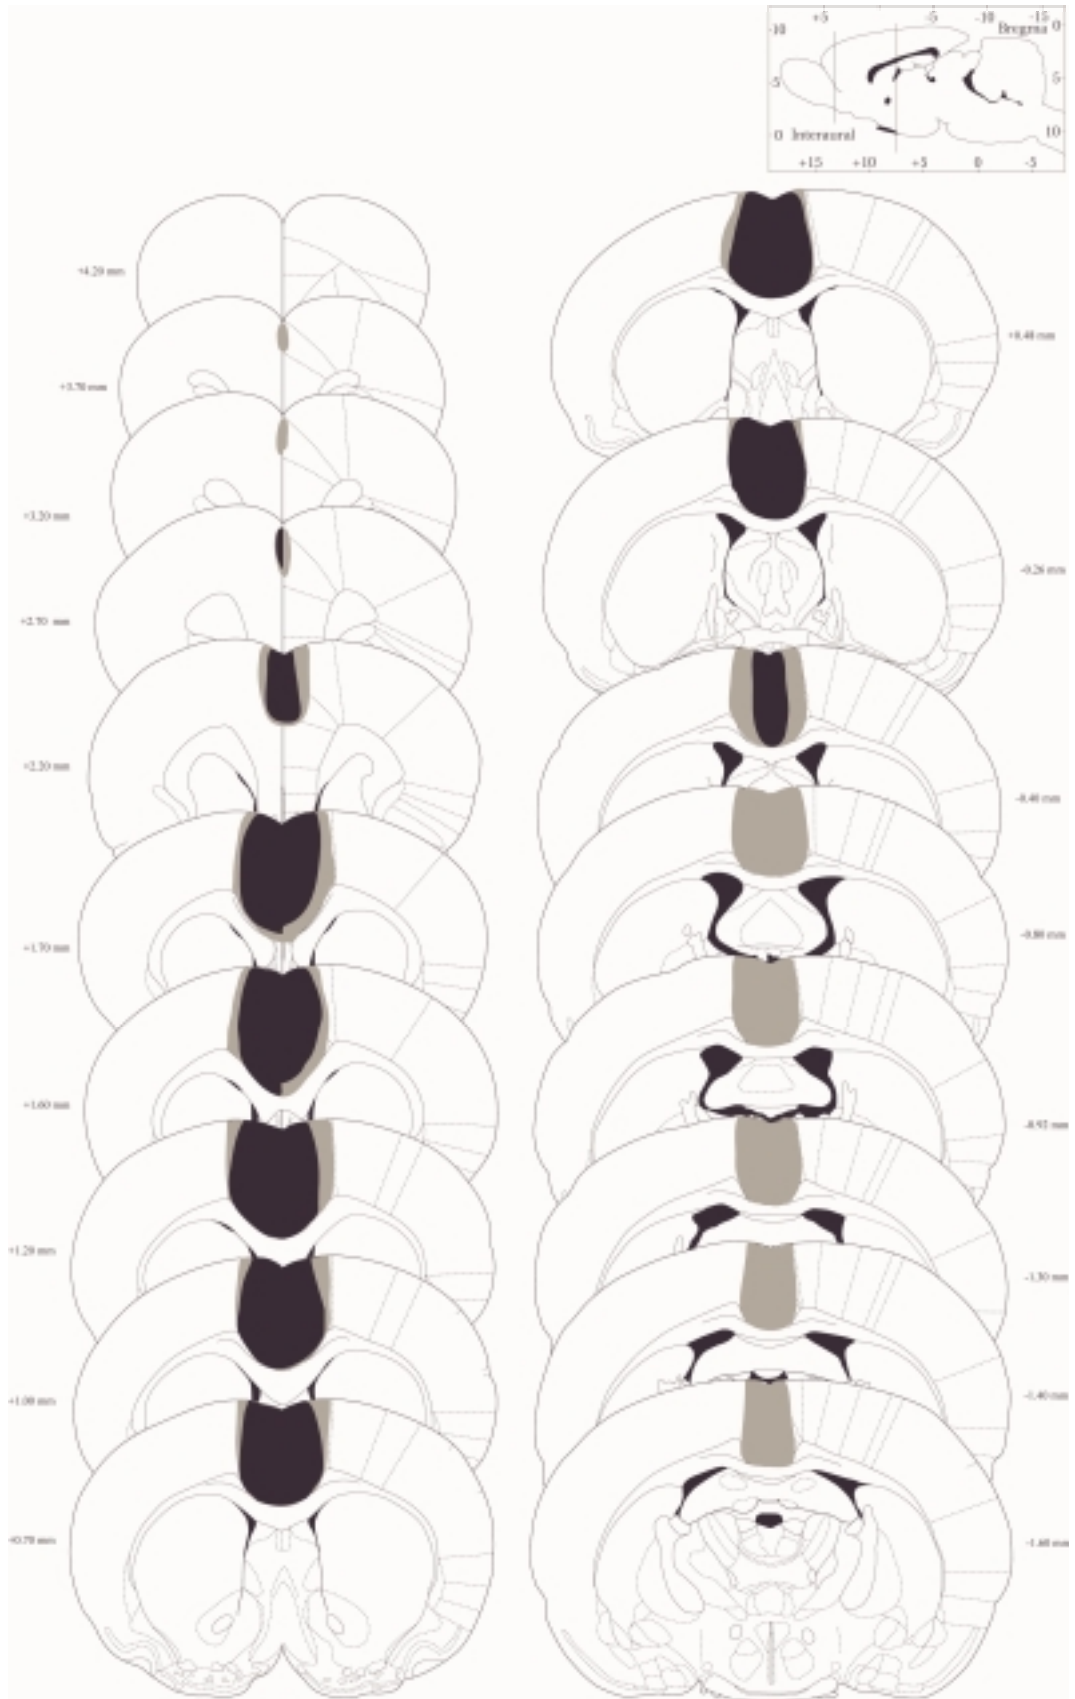 +5 -5 -10 -15
-10 Bregma 0
-5 5
0 Interaural 10
+15 +10 +5 0 -5
+4.20 mm
+3.70 mm
+3.20 mm
+2.70 mm
+2.20 mm
+1.70 mm
+1.60 mm
+1.20 mm
+1.00 mm
+0.70 mm
+0.48 mm
-0.26 mm
-0.40 mm
-0.80 mm
-0.92 mm
-1.30 mm
-1.40 mm
-1.60 mm